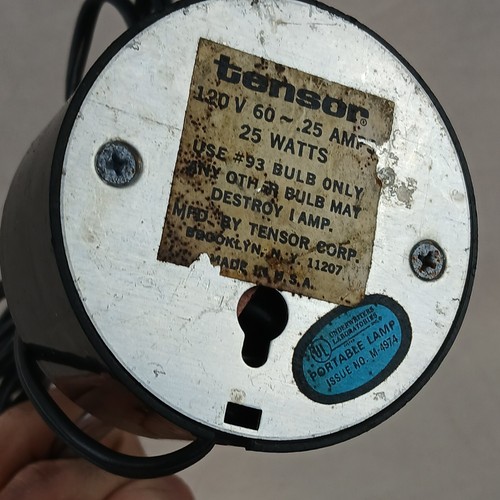 tensor®
120 V 60 ~ .25 AMP
25 WATTS
USE #93 BULB ONLY
ANY OTHER BULB MAY
DESTROY LAMP.
MFD. BY TENSOR CORP.
BROOKLYN, N.Y. 11207
MADE IN U.S.A.
UL
UNDERWRITERS
LABORATORIES
PORTABLE LAMP
ISSUE NO. M-4974